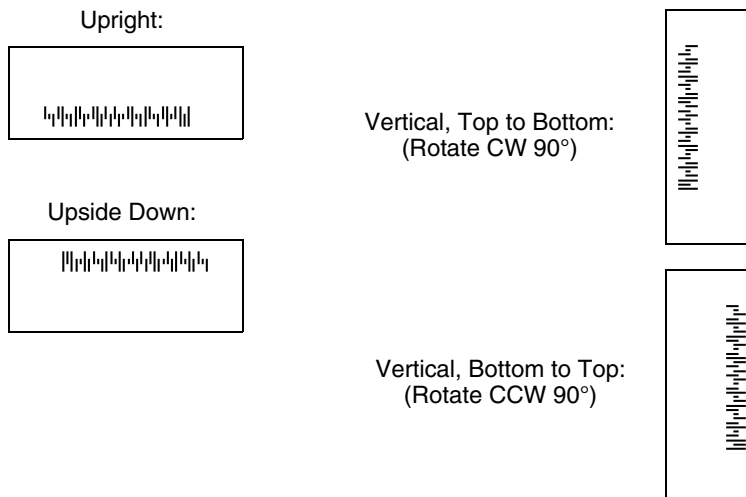 Upright:
Vertical, Top to Bottom:
(Rotate CW 90°)
Upside Down:
Vertical, Bottom to Top:
(Rotate CCW 90°)